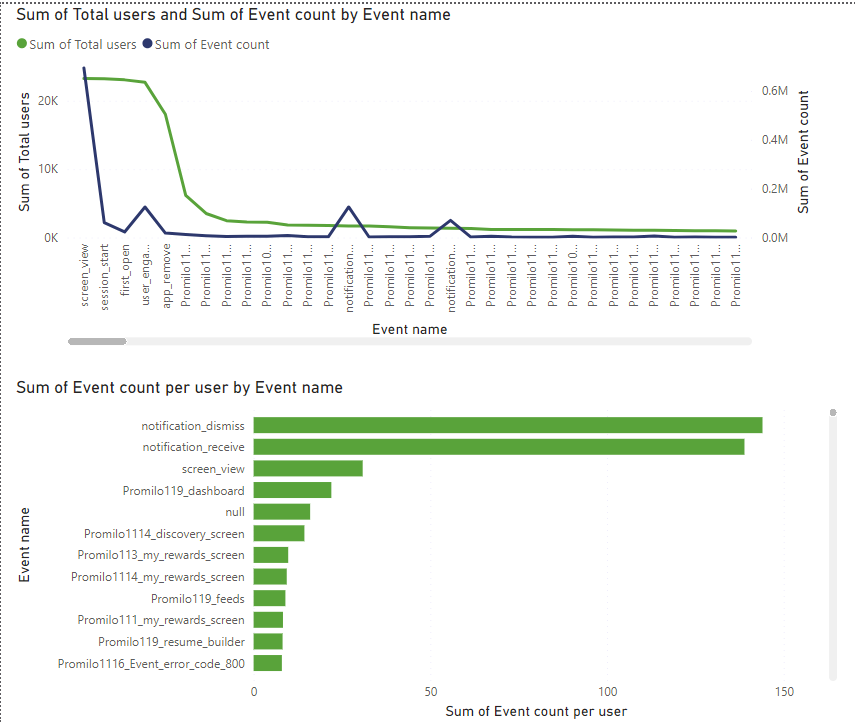 Sum of Total users and Sum of Event count by Event name
Sum of Total users Sum of Event count
20K
10K
0K
Sum of Total users
0.6M
0.4M
0.2M
0.0M
Sum of Event count
screen_view
session_start
first_open
user_enga...
app_remove
Promilo11...
Promilo11...
Promilo11...
Promilo11...
Promilo10...
Promilo11...
Promilo11...
Promilo11...
notification...
Promilo11...
Promilo11...
Promilo11...
Promilo11...
notification...
Promilo11...
Promilo11...
Promilo11...
Promilo11...
Promilo11...
Promilo10...
Promilo11...
Promilo11...
Promilo11...
Promilo11...
Promilo11...
Promilo11...
Promilo11...
Promilo11...
Event name
Sum of Event count per user by Event name
Event name
notification_dismiss
notification_receive
screen_view
Promilo119_dashboard
null
Promilo1114_discovery_screen
Promilo113_my_rewards_screen
Promilo1114_my_rewards_screen
Promilo119_feeds
Promilo111_my_rewards_screen
Promilo119_resume_builder
Promilo1116_Event_error_code_800
0 50 100 150
Sum of Event count per user